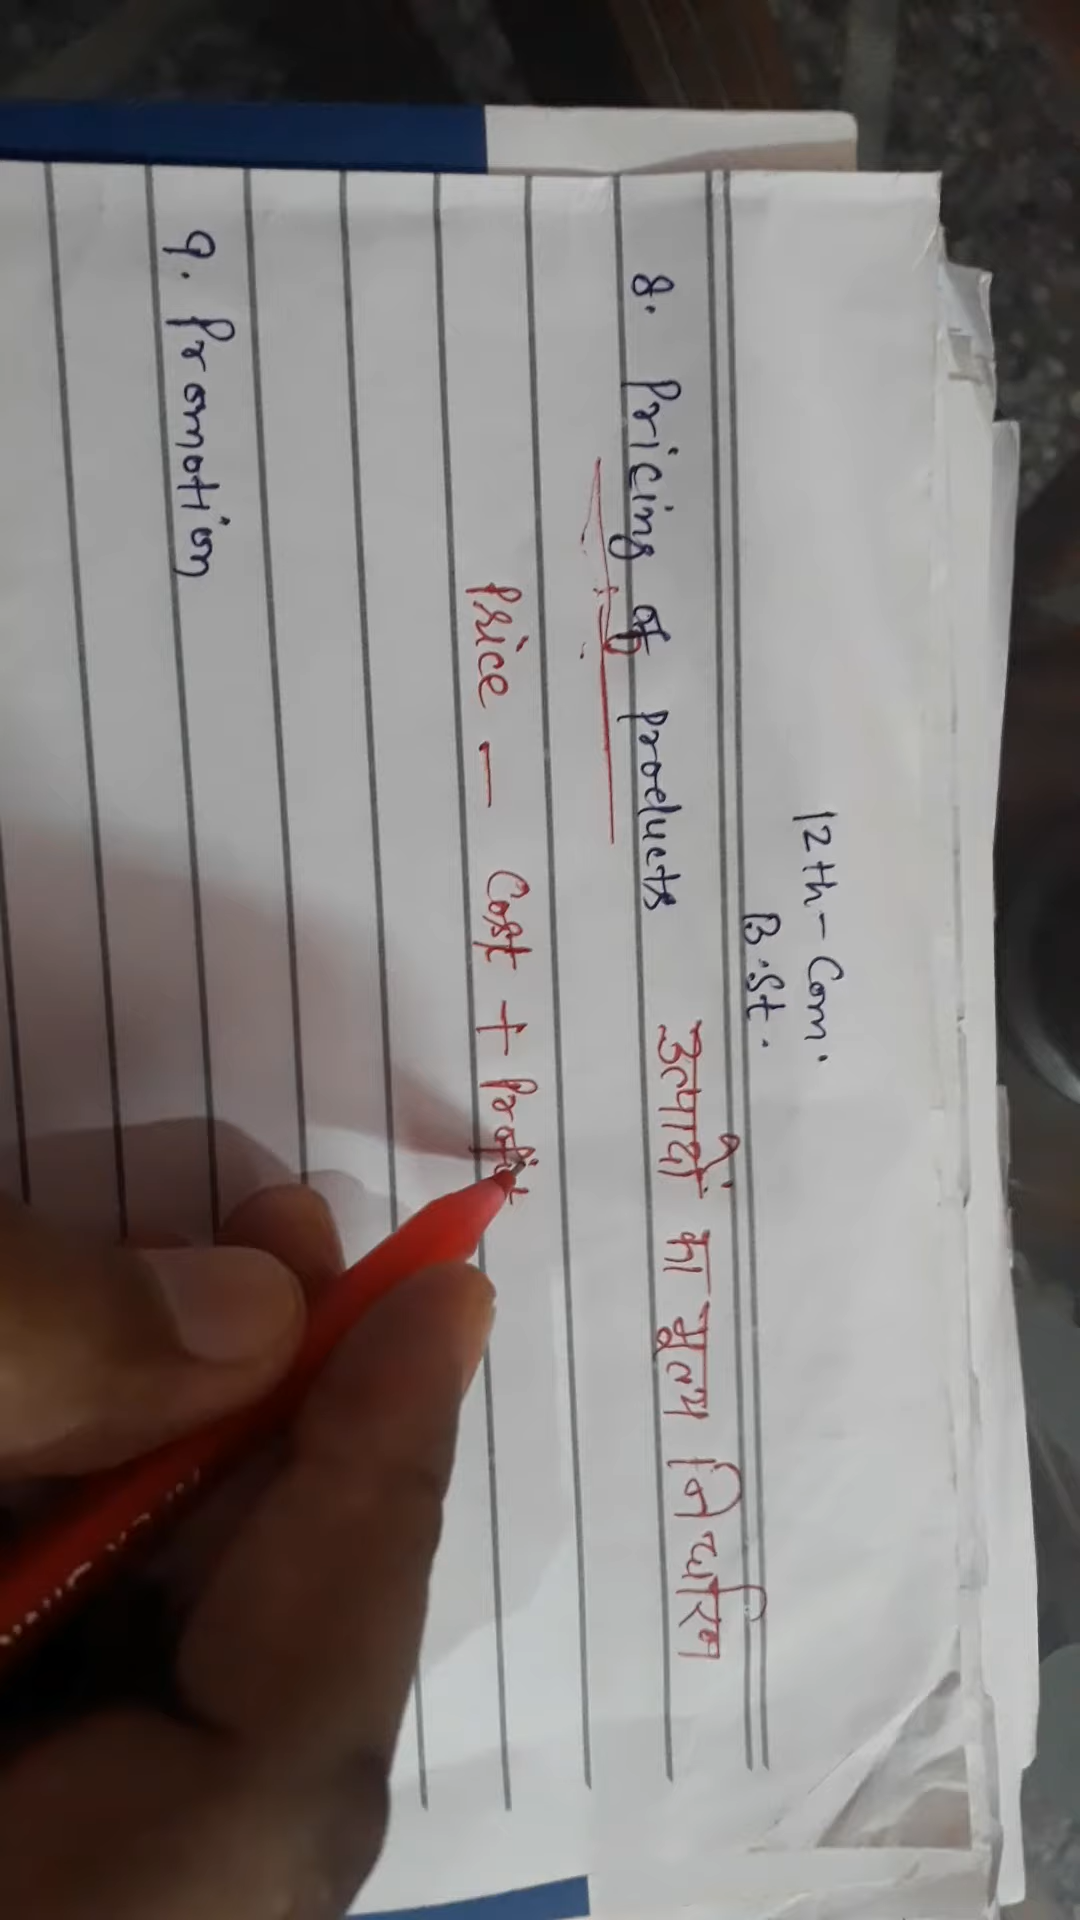 12th - Com.
B.St.
8. Pricing of products उत्पादों का मुल्य निर्धारण
Price - Cost + Profit
9. Promotion